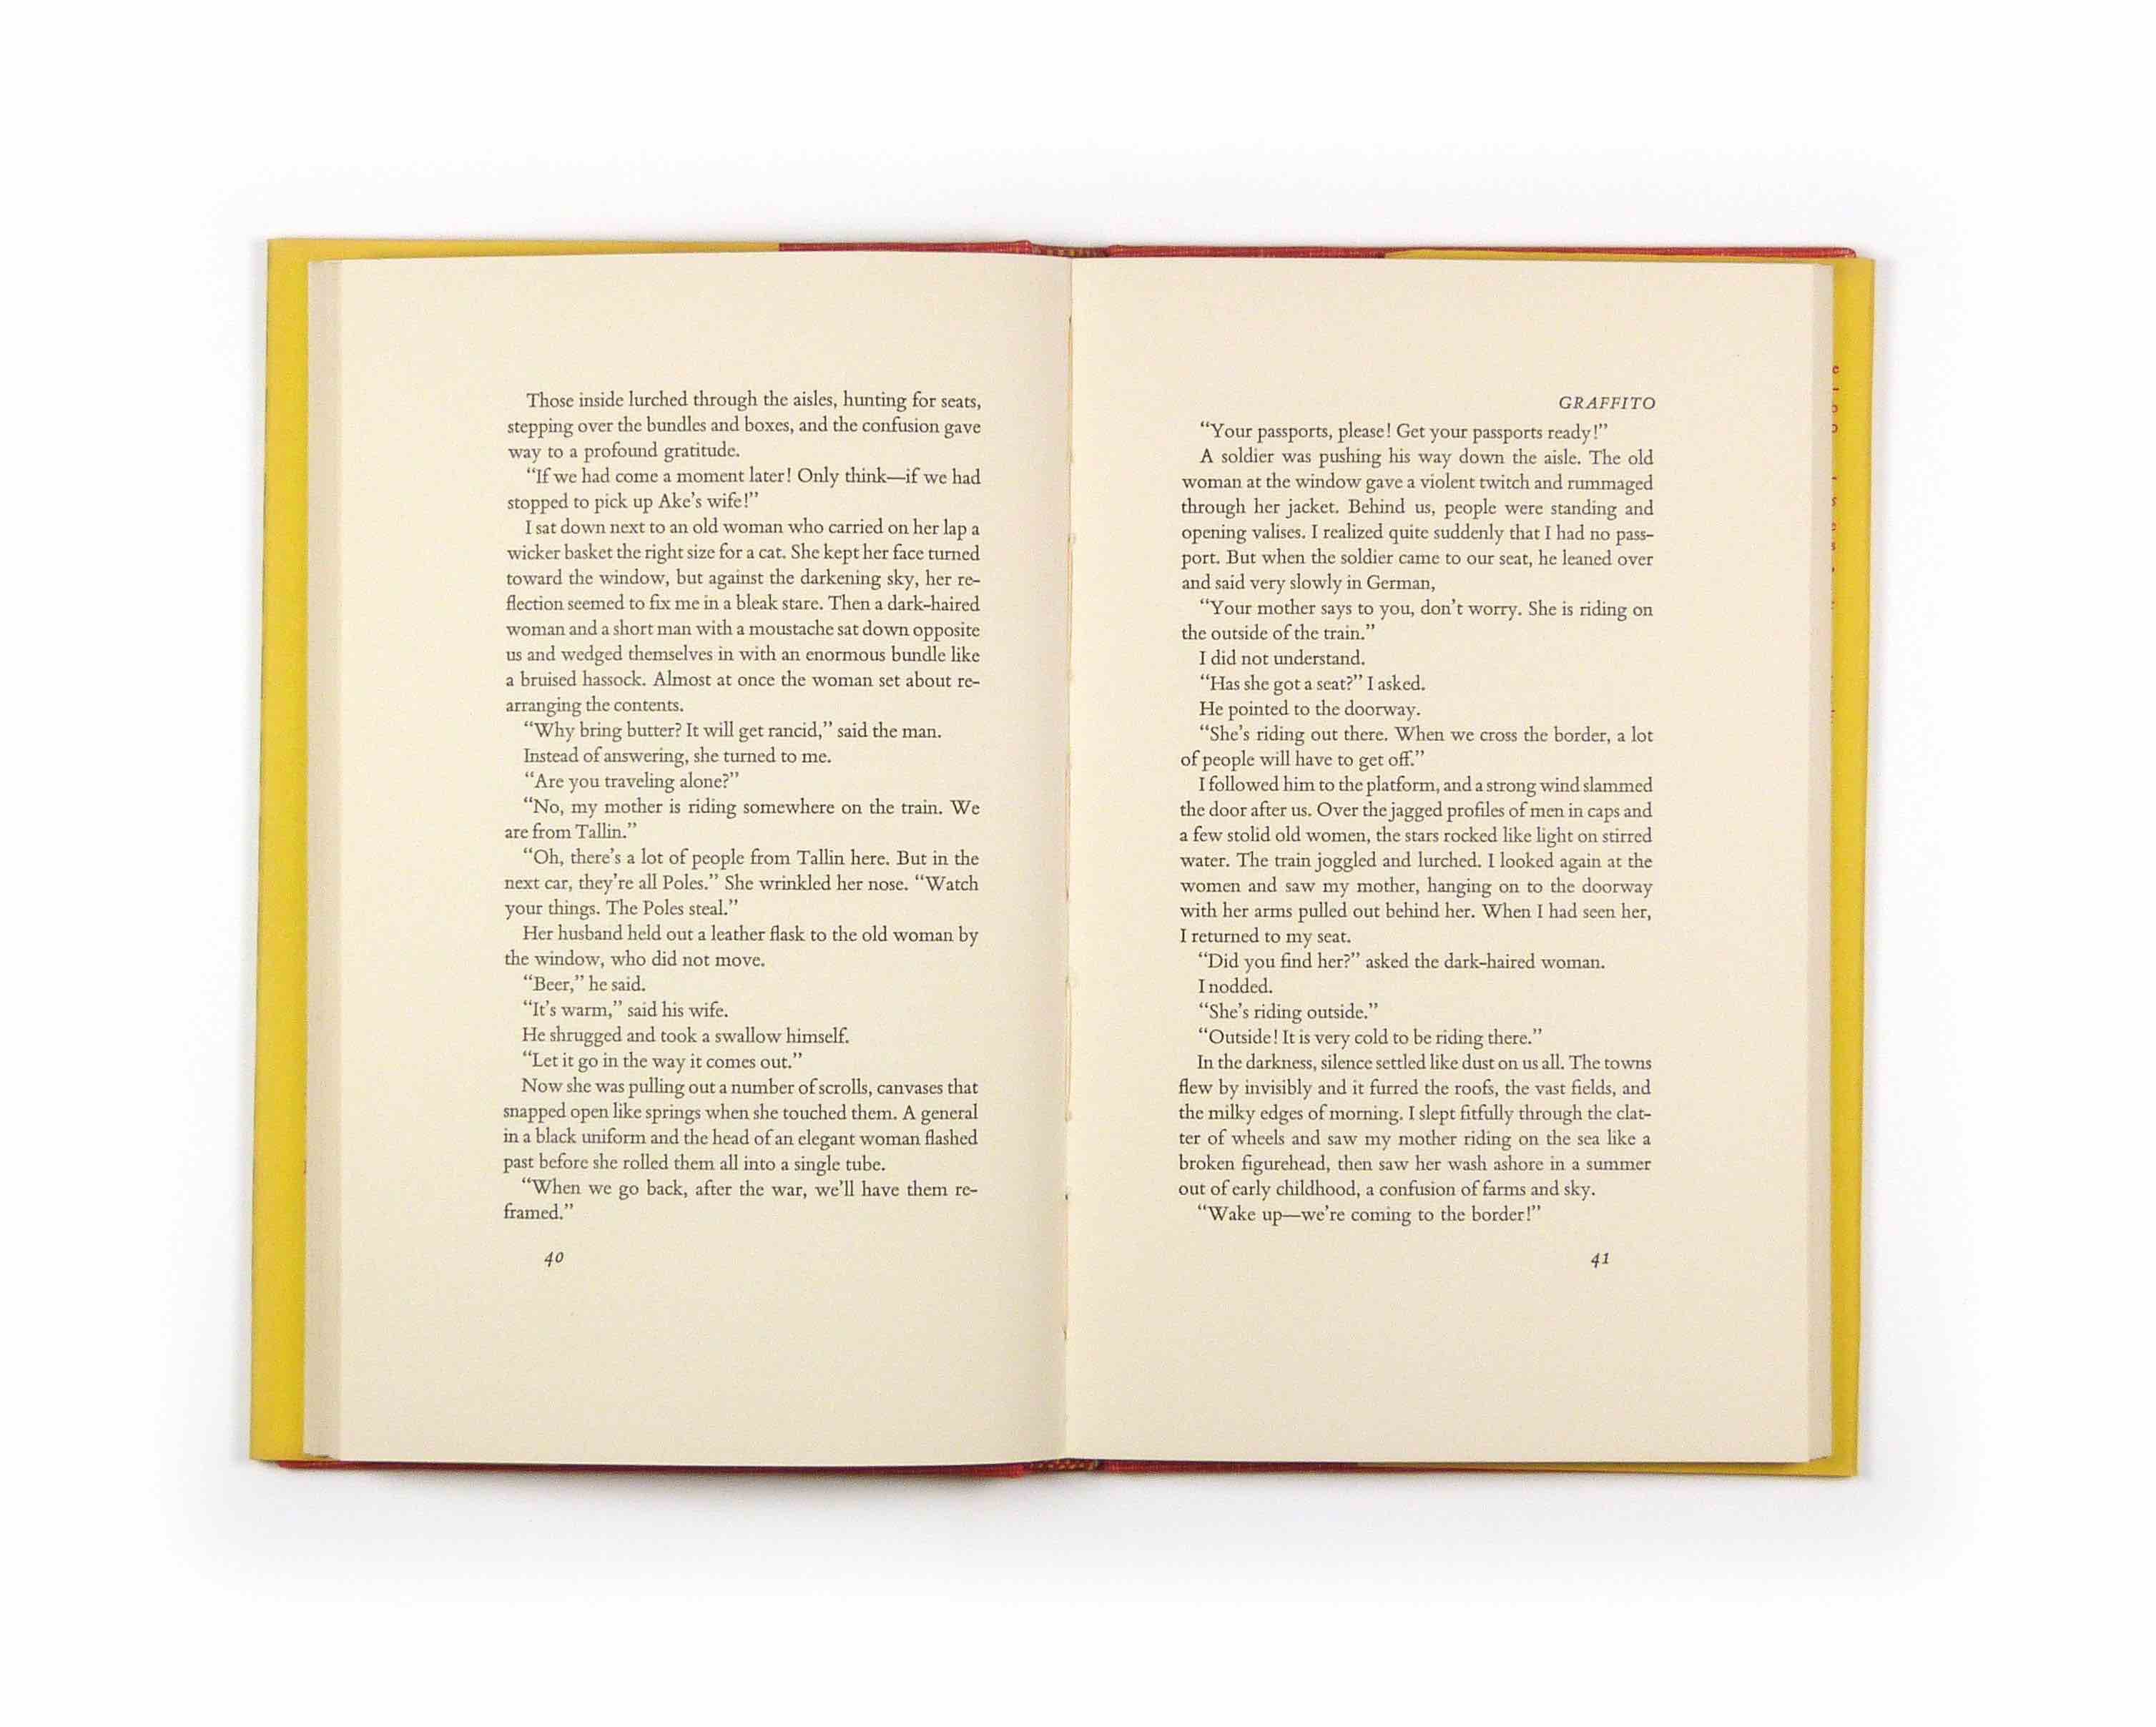 Those inside lurched through the aisles, hunting for seats,
stepping over the bundles and boxes, and the confusion gave
way to a profound gratitude.
“If we had come a moment later! Only think—if we had
stopped to pick up Ake’s wife!”
I sat down next to an old woman who carried on her lap a
wicker basket the right size for a cat. She kept her face turned
toward the window, but against the darkening sky, her re-
flection seemed to fix me in a bleak stare. Then a dark-haired
woman and a short man with a moustache sat down opposite
us and wedged themselves in with an enormous bundle like
a bruised hassock. Almost at once the woman set about re-
arranging the contents.
“Why bring butter? It will get rancid,” said the man.
Instead of answering, she turned to me.
“Are you traveling alone?”
“No, my mother is riding somewhere on the train. We
are from Tallin.”
“Oh, there’s a lot of people from Tallin here. But in the
next car, they’re all Poles.” She wrinkled her nose. “Watch
your things. The Poles steal.”
Her husband held out a leather flask to the old woman by
the window, who did not move.
“Beer,” he said.
“It’s warm,” said his wife.
He shrugged and took a swallow himself.
“Let it go in the way it comes out.”
Now she was pulling out a number of scrolls, canvases that
snapped open like springs when she touched them. A general
in a black uniform and the head of an elegant woman flashed
past before she rolled them all into a single tube.
“When we go back, after the war, we’ll have them re-
framed.”
40
GRAFFITO
“Your passports, please! Get your passports ready!”
A soldier was pushing his way down the aisle. The old
woman at the window gave a violent twitch and rummaged
through her jacket. Behind us, people were standing and
opening valises. I realized quite suddenly that I had no pass-
port. But when the soldier came to our seat, he leaned over
and said very slowly in German,
“Your mother says to you, don’t worry. She is riding on
the outside of the train.”
I did not understand.
“Has she got a seat?” I asked.
He pointed to the doorway.
“She’s riding out there. When we cross the border, a lot
of people will have to get off.”
I followed him to the platform, and a strong wind slammed
the door after us. Over the jagged profiles of men in caps and
a few stolid old women, the stars rocked like light on stirred
water. The train joggled and lurched. I looked again at the
women and saw my mother, hanging on to the doorway
with her arms pulled out behind her. When I had seen her,
I returned to my seat.
“Did you find her?” asked the dark-haired woman.
I nodded.
“She’s riding outside.”
“Outside! It is very cold to be riding there.”
In the darkness, silence settled like dust on us all. The towns
flew by invisibly and it furred the roofs, the vast fields, and
the milky edges of morning. I slept fitfully through the clat-
ter of wheels and saw my mother riding on the sea like a
broken figurehead, then saw her wash ashore in a summer
out of early childhood, a confusion of farms and sky.
“Wake up—we’re coming to the border!”
41